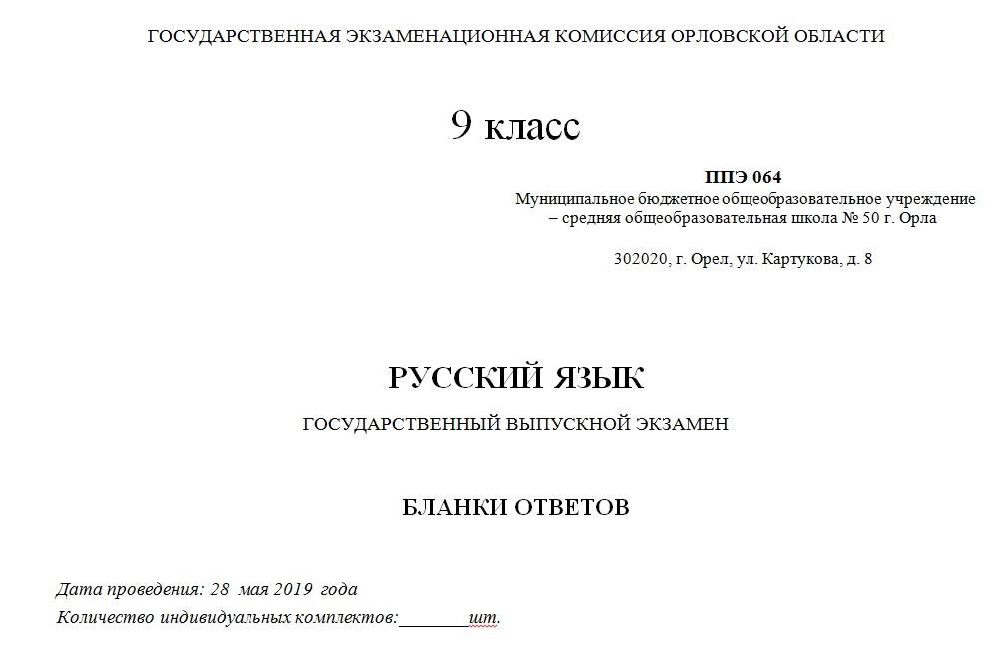 ГОСУДАРСТВЕННАЯ ЭКЗАМЕНАЦИОННАЯ КОМИССИЯ ОРЛОВСКОЙ ОБЛАСТИ
9 класс
ППЭ 064
Муниципальное бюджетное общеобразовательное учреждение
– средняя общеобразовательная школа № 50 г. Орла
302020, г. Орел, ул. Картукова, д. 8
РУССКИЙ ЯЗЫК
ГОСУДАРСТВЕННЫЙ ВЫПУСКНОЙ ЭКЗАМЕН
БЛАНКИ ОТВЕТОВ
Дата проведения: 28 мая 2019 года
Количество индивидуальных комплектов:_______шт.